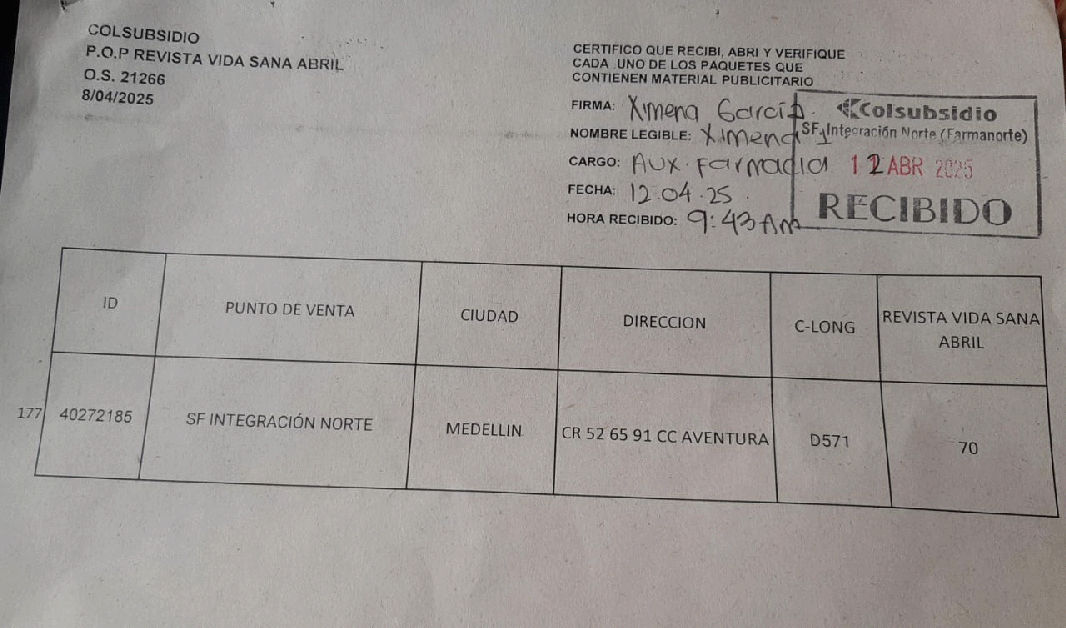 COLSUBSIDIO
P.O.P REVISTA VIDA SANA ABRIL
O.S. 21266
8/04/2025
CERTIFICO QUE RECIBI, ABRI Y VERIFIQUE
CADA UNO DE LOS PAQUETES QUE
CONTIENEN MATERIAL PUBLICITARIO
FIRMA: Ximena García.
NOMBRE LEGIBLE: Ximena
CARGO: Aux. Farmacia
FECHA: 12.04.25
HORA RECIBIDO: 9:43 Am
Colsubsidio
SF Integración Norte (Farmanorte)
12 ABR 2025
RECIBIDO
ID PUNTO DE VENTA CIUDAD DIRECCION C-LONG REVISTA VIDA SANA ABRIL
177 40272185 SF INTEGRACIÓN NORTE MEDELLIN CR 52 65 91 CC AVENTURA D571 70